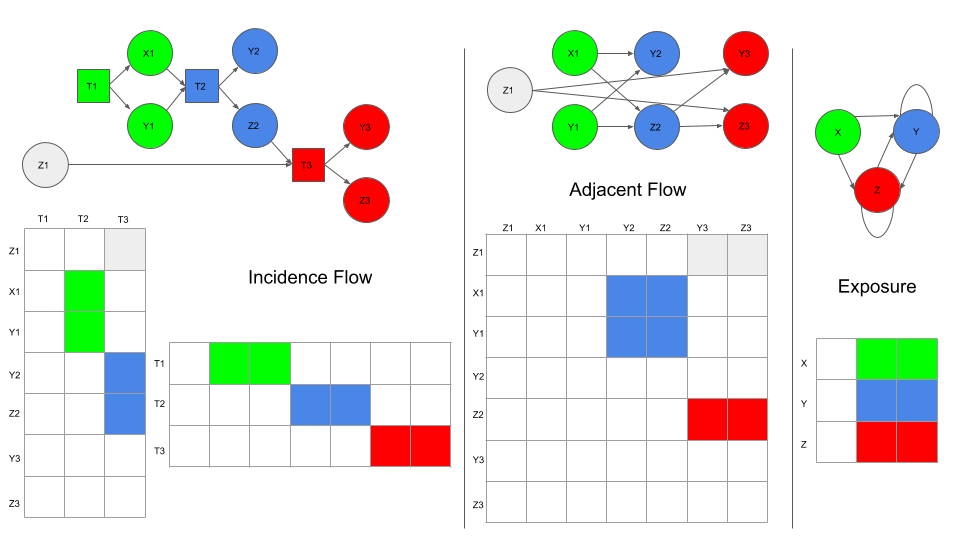 X1
Y2
T1
T2
Y1
Z2
Y3
Z1
T3
Z3
T1 T2 T3
Z1
X1
Y1
Y2
Z2
Y3
Z3
Incidence Flow
T1
T2
T3
X1
Y2
Y3
Z1
Y1
Z2
Z3
Adjacent Flow
Z1 X1 Y1 Y2 Z2 Y3 Z3
Z1
X1
Y1
Y2
Z2
Y3
Z3
X
Y
Z
Exposure
X
Y
Z